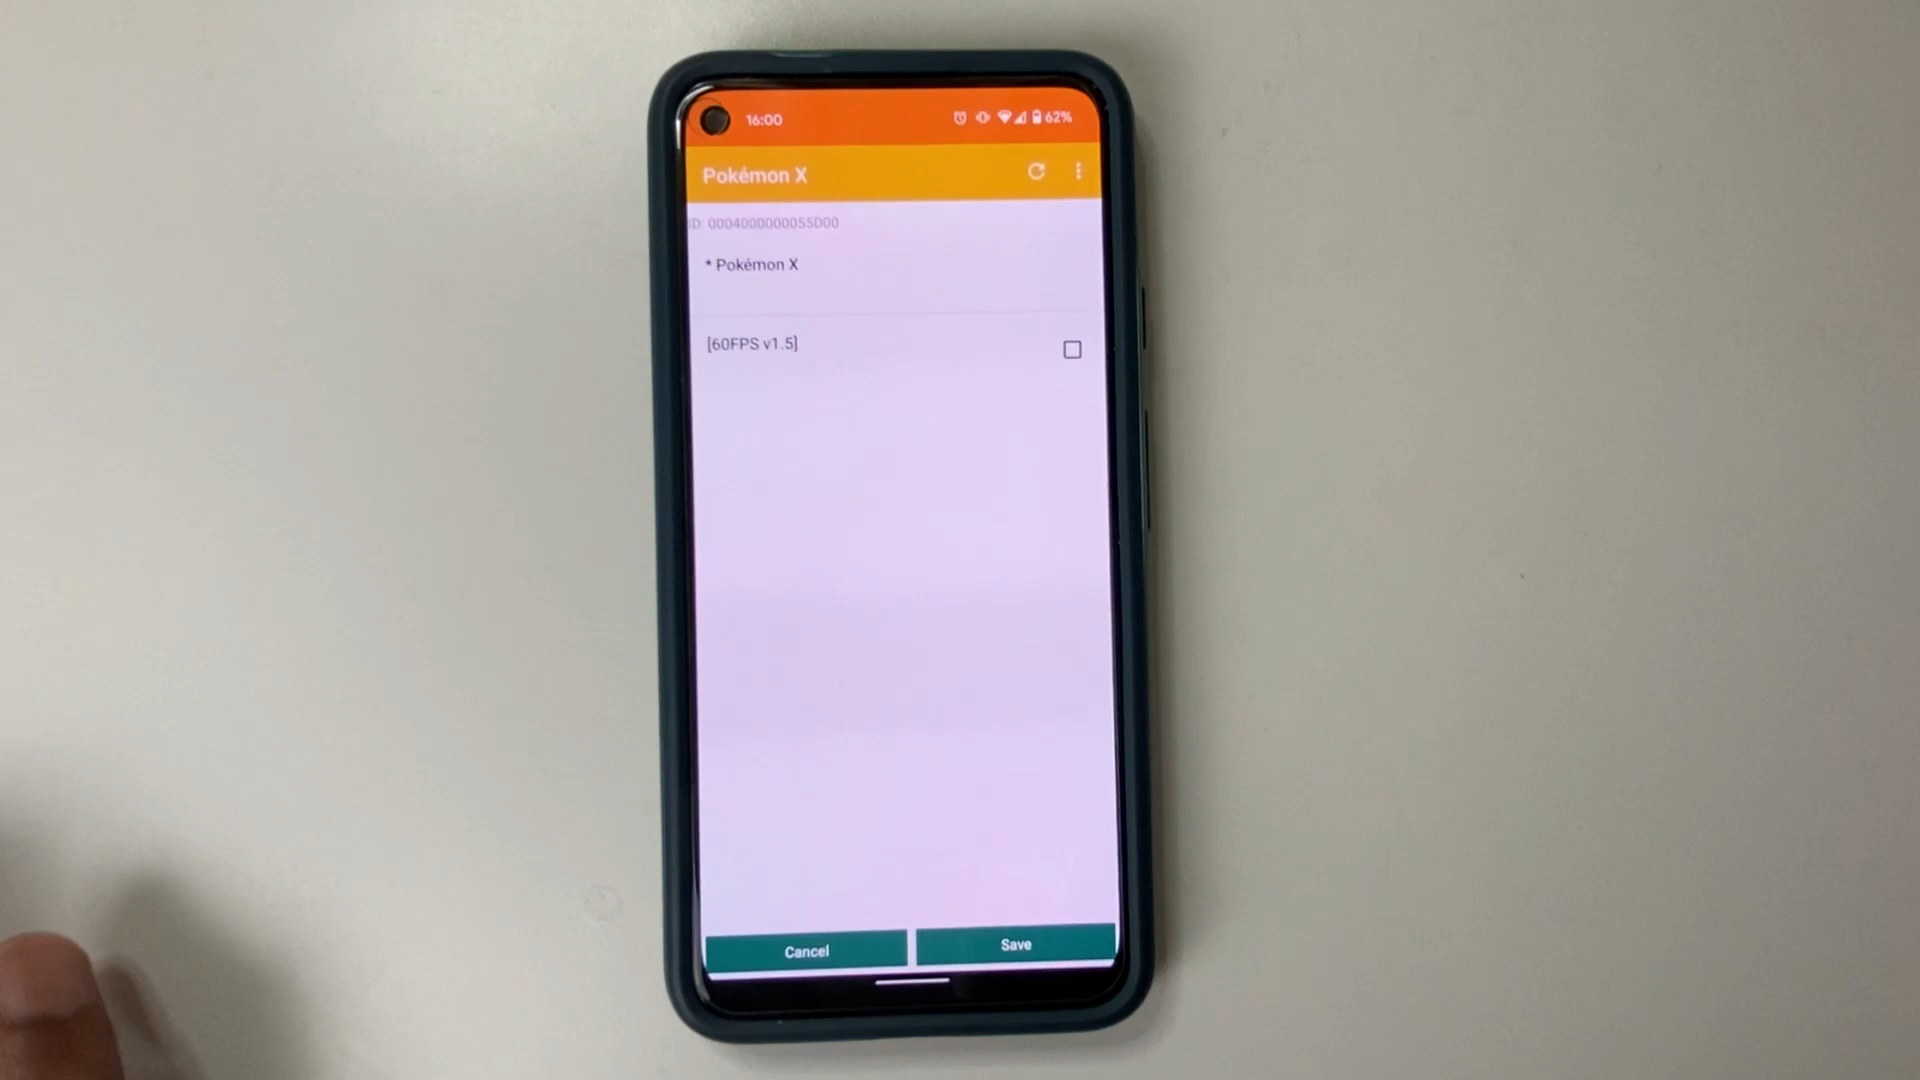 16:00
62%
Pokémon X
ID: 0004000000055D00
* Pokémon X
[60FPS v1.5]
Cancel
Save